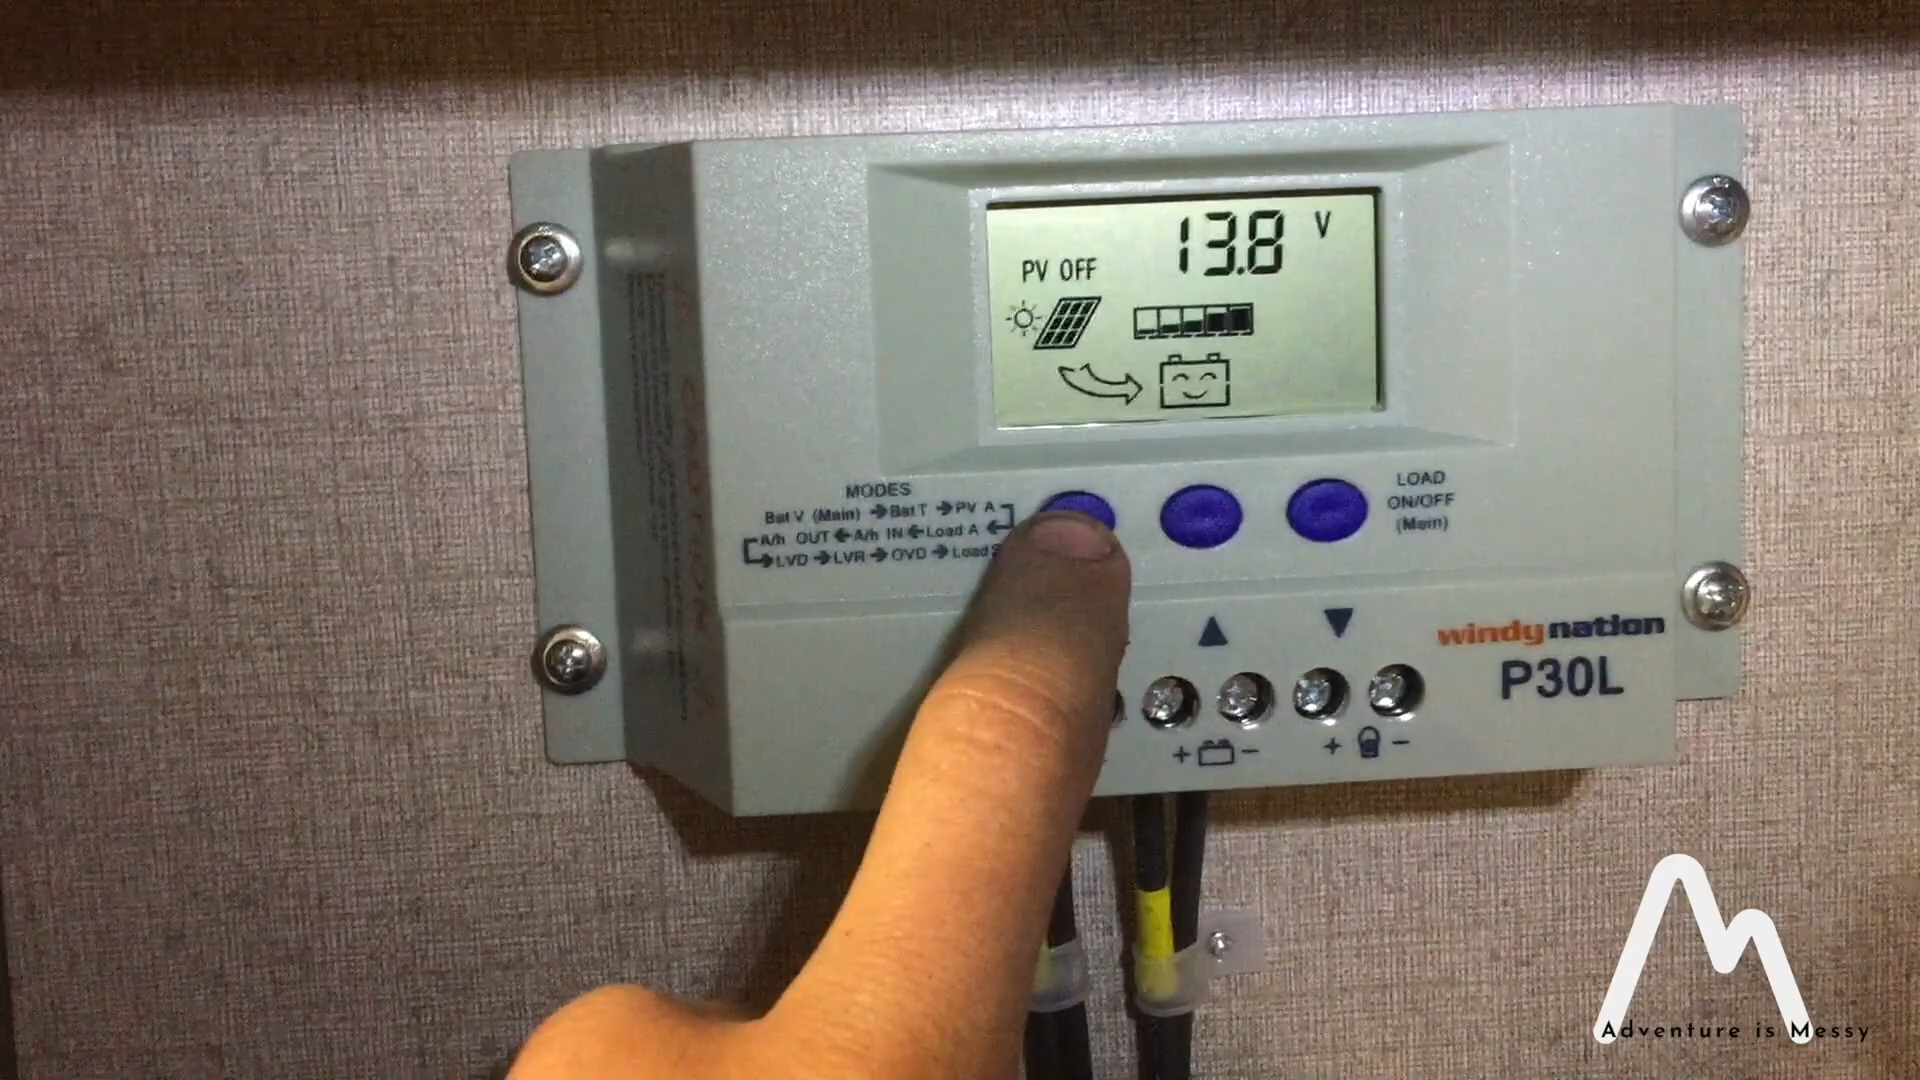 13.8 V
PV OFF
MODES
Bat V (Main) ➔ Bat T ➔ PV A
A/h OUT ← A/h IN ← Load A ←
➔ LVD ➔ LVR ➔ OVD ➔ Load
LOAD
ON/OFF
(Main)
▲ ▼
windynation
P30L
+ - + -
CAUTION
Adventure is Messy